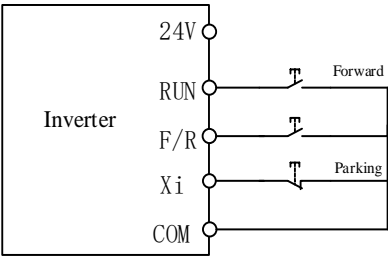 24V
RUN
Forward
Inverter
F/R
Xi
Parking
COM